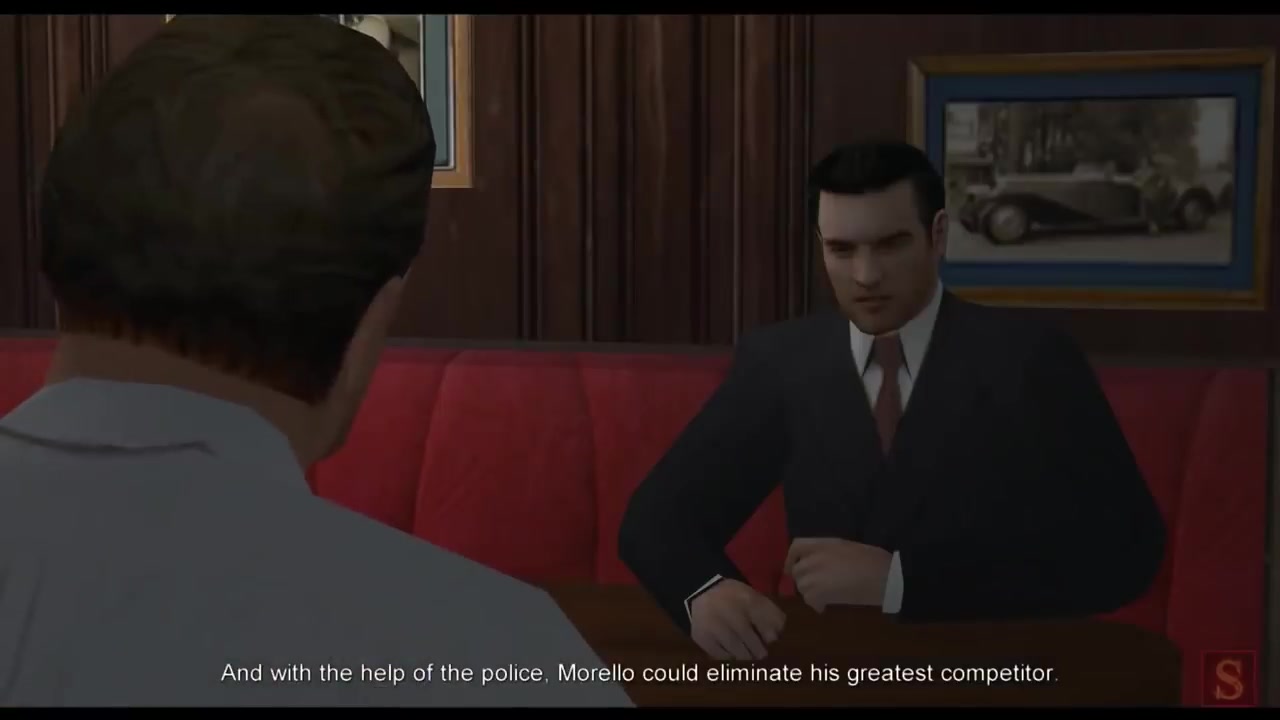 And with the help of the police, Morello could eliminate his greatest competitor.
S